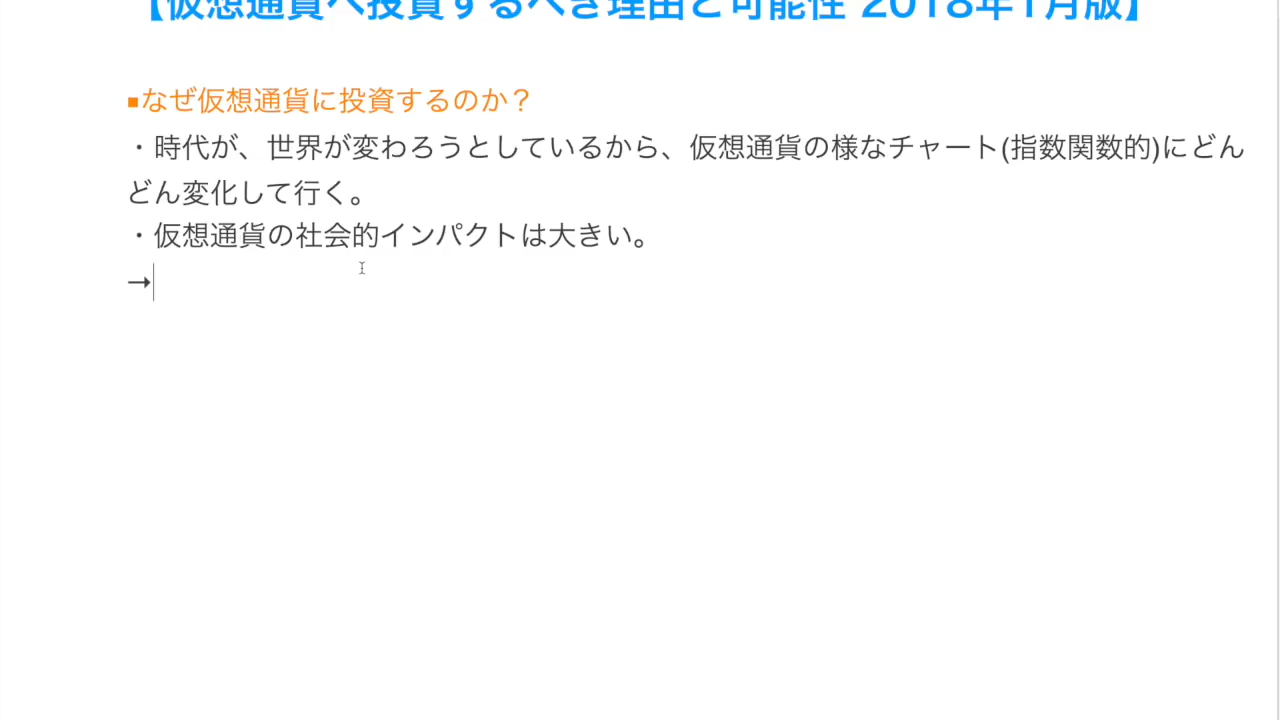 【仮想通貨へ投資するべき理由と可能性 2018年1月版】
▪なぜ仮想通貨に投資するのか？
・時代が、世界が変わろうとしているから、仮想通貨の様なチャート(指数関数的)にどん
どん変化して行く。
・仮想通貨の社会的インパクトは大きい。
→